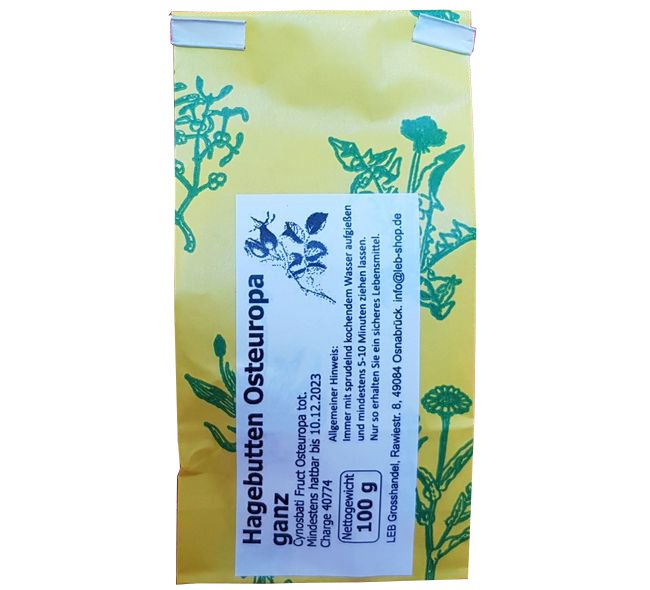 Hagebutten Osteuropa
ganz
Cynosbati Fruct Osteuropa tot.
Mindestens hatbar bis 10.12.2023
Charge 40774
Allgemeiner Hinweis:
Immer mit sprudelnd kochendem Wasser aufgießen
und mindestens 5-10 Minuten ziehen lassen.
Nur so erhalten Sie ein sicheres Lebensmittel.
Nettogewicht
100 g
LEB Grosshandel, Rawiestr. 8, 49084 Osnabrück. info@leb-shop.de